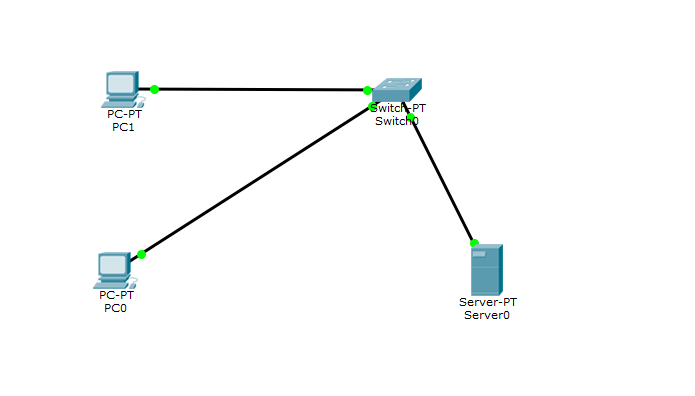 PC-PT
PC1
Switch-PT
Switch0
PC-PT
PC0
Server-PT
Server0